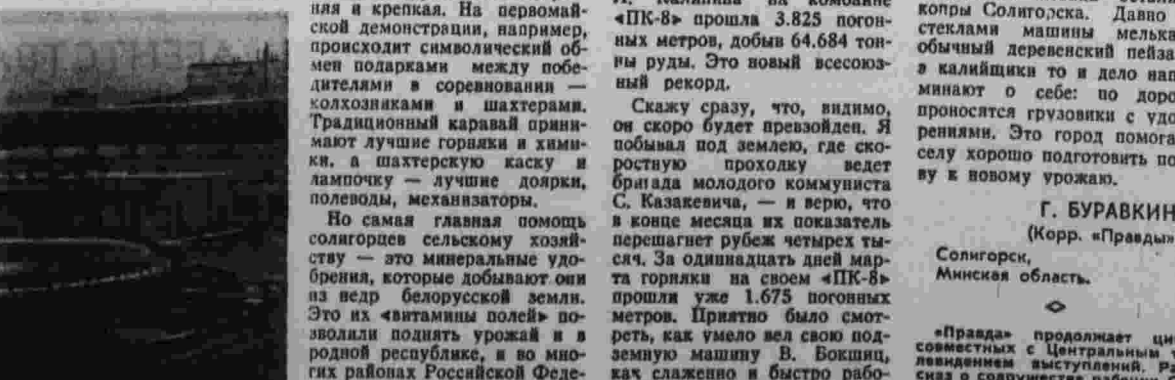 няя и крепкая. На первомай-
ской демонстрации, например,
происходит символический об-
мен подарками между побе-
дителями в соревновании —
колхозниками и шахтерами.
Традиционный каравай прини-
мают лучшие горняки и хими-
ки, а шахтерскую каску и
лампочку — лучшие доярки,
полеводы, механизаторы.
Но самая главная помощь
солигорцев сельскому хозяй-
ству — это минеральные удо-
брения, которые добывают они
из недр белорусской земли.
Это их «витамины полей» по-
зволили поднять урожай и в
родной республике, и во мно-
гих районах Российской Феде-
на комбайне
«ПК-8» прошла 3.825 погон-
ных метров, добыв 64.684 тон-
ны руды. Это новый всесоюз-
ный рекорд.
Скажу сразу, что, видимо,
он скоро будет превзойден. Я
побывал под землею, где ско-
ростную проходку ведет
бригада молодого коммуниста
С. Казакевича, — и верю, что
в конце месяца их показатель
перешагнет рубеж четырех ты-
сяч. За одиннадцать дней мар-
та горняки на своем «ПК-8»
прошли уже 1.675 погонных
метров. Приятно было смот-
реть, как умело вел свою под-
земную машину В. Бокшиц,
как слаженно и быстро рабо-
копры Солигорска. Давно
стеклами машины мелька
обычный деревенский пейза
а калийщики то и дело нап
минают о себе: по доро
проносятся грузовики с удо
рениями. Это город помога
селу хорошо подготовить по
ву к новому урожаю.
Г. БУРАВКИН
(Корр. «Правды»
Солигорск,
Минская область.
«Правда» продолжает ци
совместных с Центральным
левидением выступлений. Р
сказ о содружестве